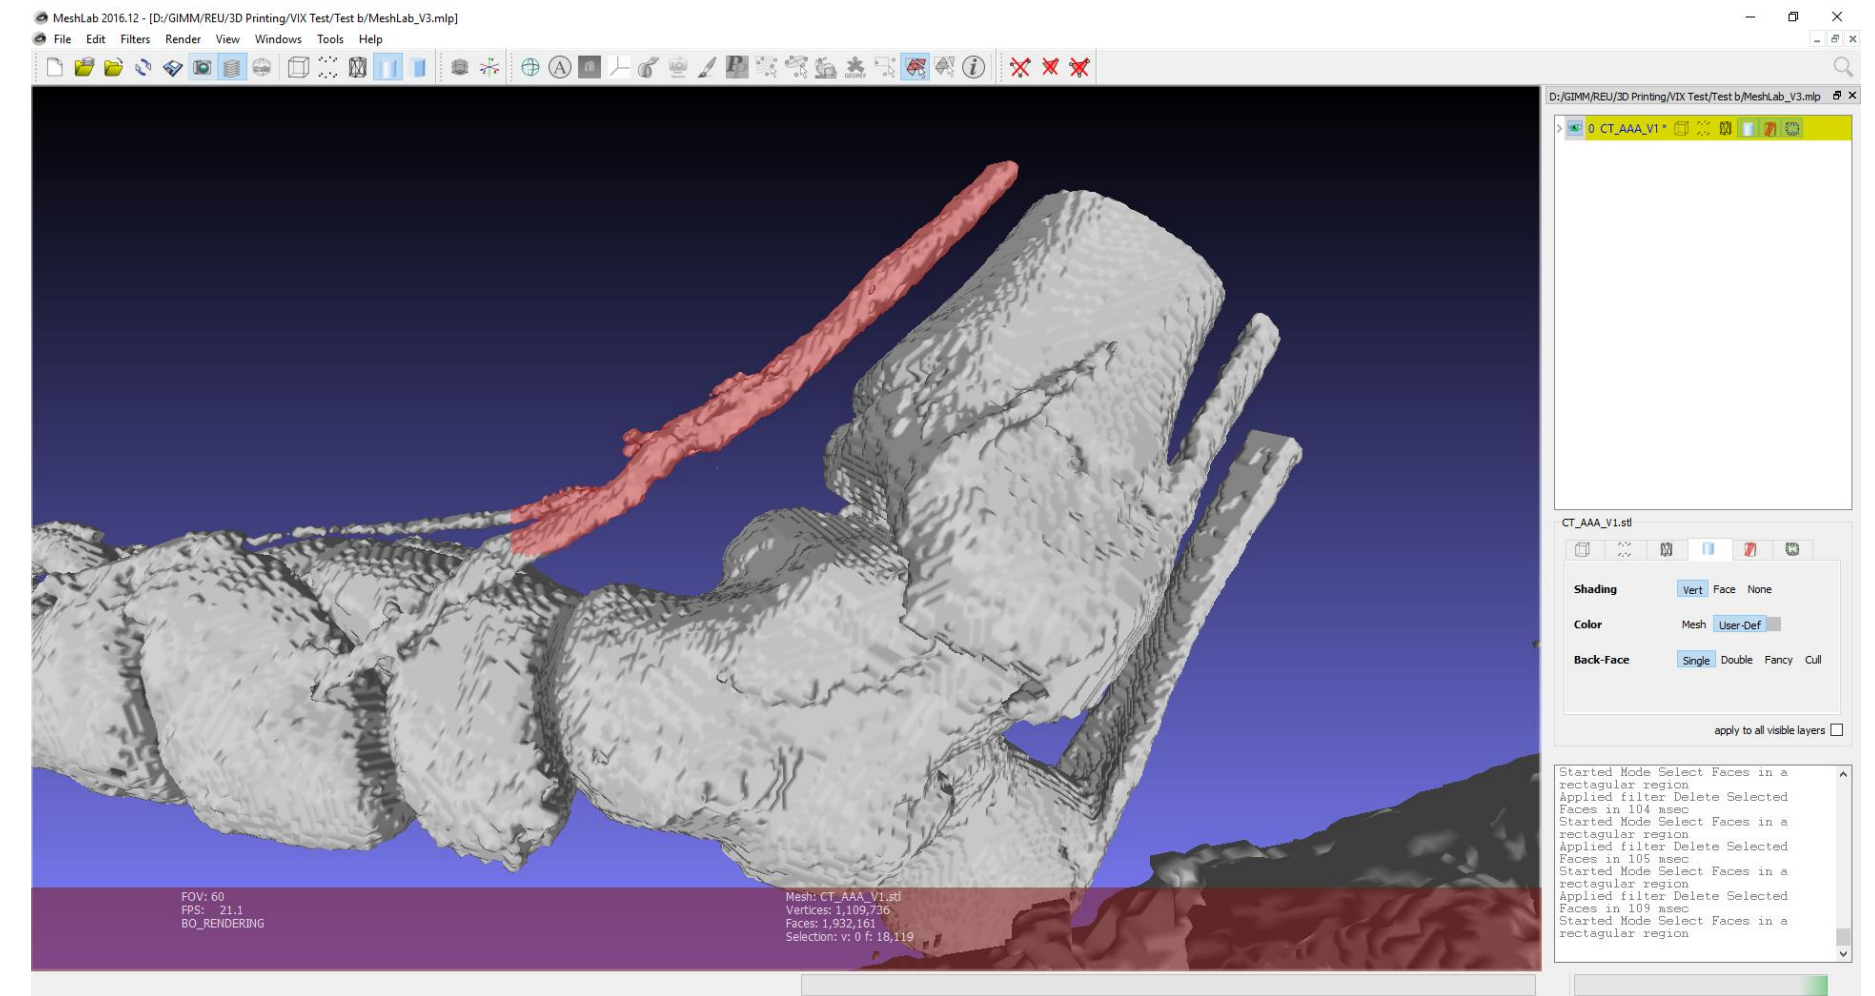 MeshLab 2016.12 - [D:/GIMM/REU/3D Printing/VIX Test/Test b/MeshLab_V3.mlp]
File Edit Filters Render View Windows Tools Help
D:/GIMM/REU/3D Printing/VIX Test/Test b/MeshLab_V3.mlp
0 CT_AAA_V1 *
CT_AAA_V1.stl
Shading Vert Face None
Color Mesh User-Def
Back-Face Single Double Fancy Cull
apply to all visible layers
Started Mode Select Faces in a
rectagular region
Applied filter Delete Selected
Faces in 104 msec
Started Mode Select Faces in a
rectagular region
Applied filter Delete Selected
Faces in 105 msec
Started Mode Select Faces in a
rectagular region
Applied filter Delete Selected
Faces in 109 msec
Started Mode Select Faces in a
rectagular region
FOV: 60
FPS: 21.1
BO_RENDERING
Mesh: CT_AAA_V1.stl
Vertices: 1,109,736
Faces: 1,932,161
Selection: v: 0 f: 18,119